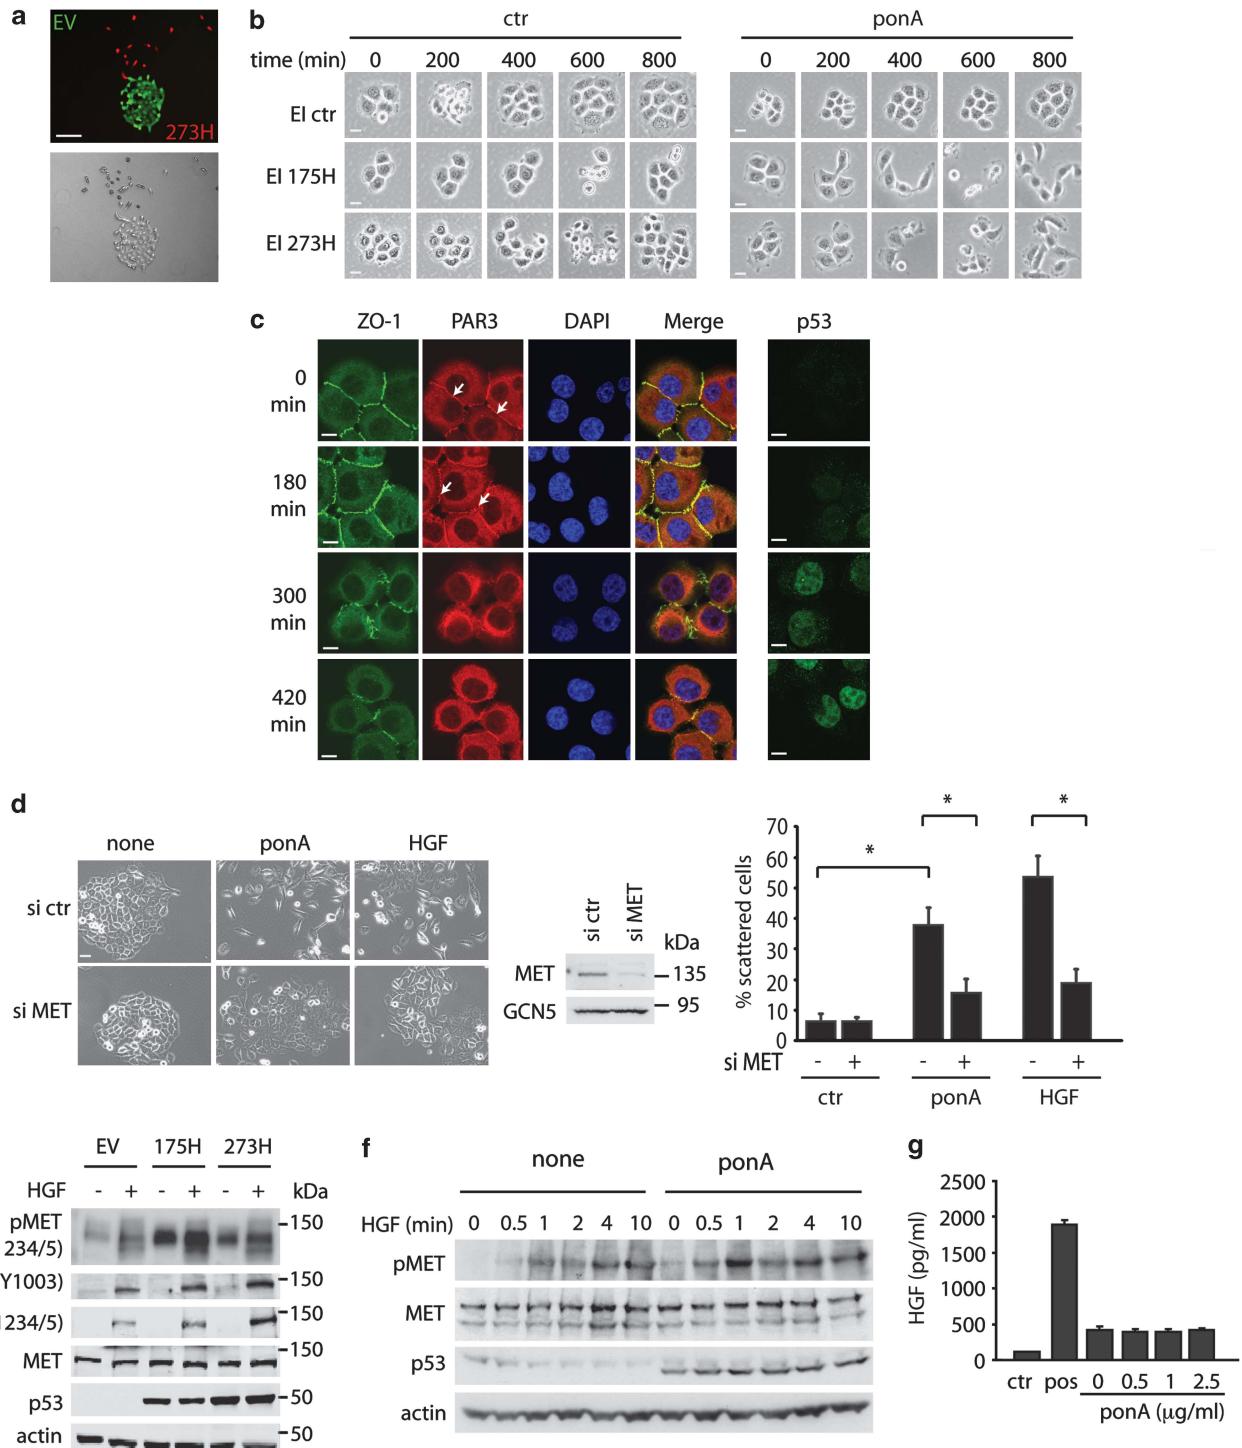 a
EV
273H
b
ctr
ponA
time (min) 0 200 400 600 800 0 200 400 600 800
EI ctr
EI 175H
EI 273H
c
ZO-1 PAR3 DAPI Merge p53
0
min
180
min
300
min
420
min
d
none ponA HGF
si ctr
si MET
si ctr
si MET
kDa
MET
135
GCN5
95
% scattered cells
70
60
50
40
30
20
10
0
* * *
si MET - + - + - +
ctr ponA HGF
EV 175H 273H
HGF - + - + - + kDa
pMET
234/5)
150
Y1003)
150
1234/5)
150
MET
150
p53
50
actin
50
f
none ponA
HGF (min) 0 0.5 1 2 4 10 0 0.5 1 2 4 10
pMET
MET
p53
actin
g
HGF (pg/ml)
2500
2000
1500
1000
500
0
ctr pos 0 0.5 1 2.5
ponA (μg/ml)